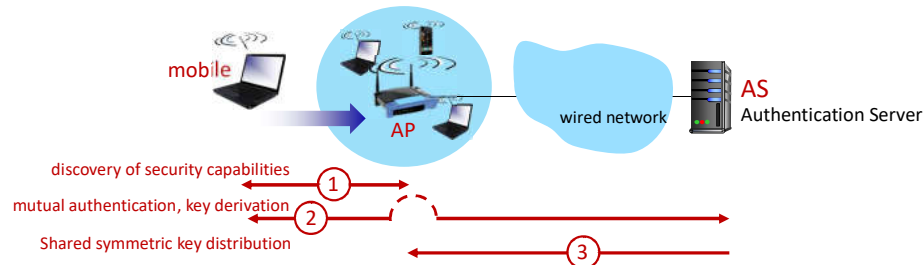 mobile
AP
wired network
AS
Authentication Server
discovery of security capabilities
1
mutual authentication, key derivation
2
Shared symmetric key distribution
3